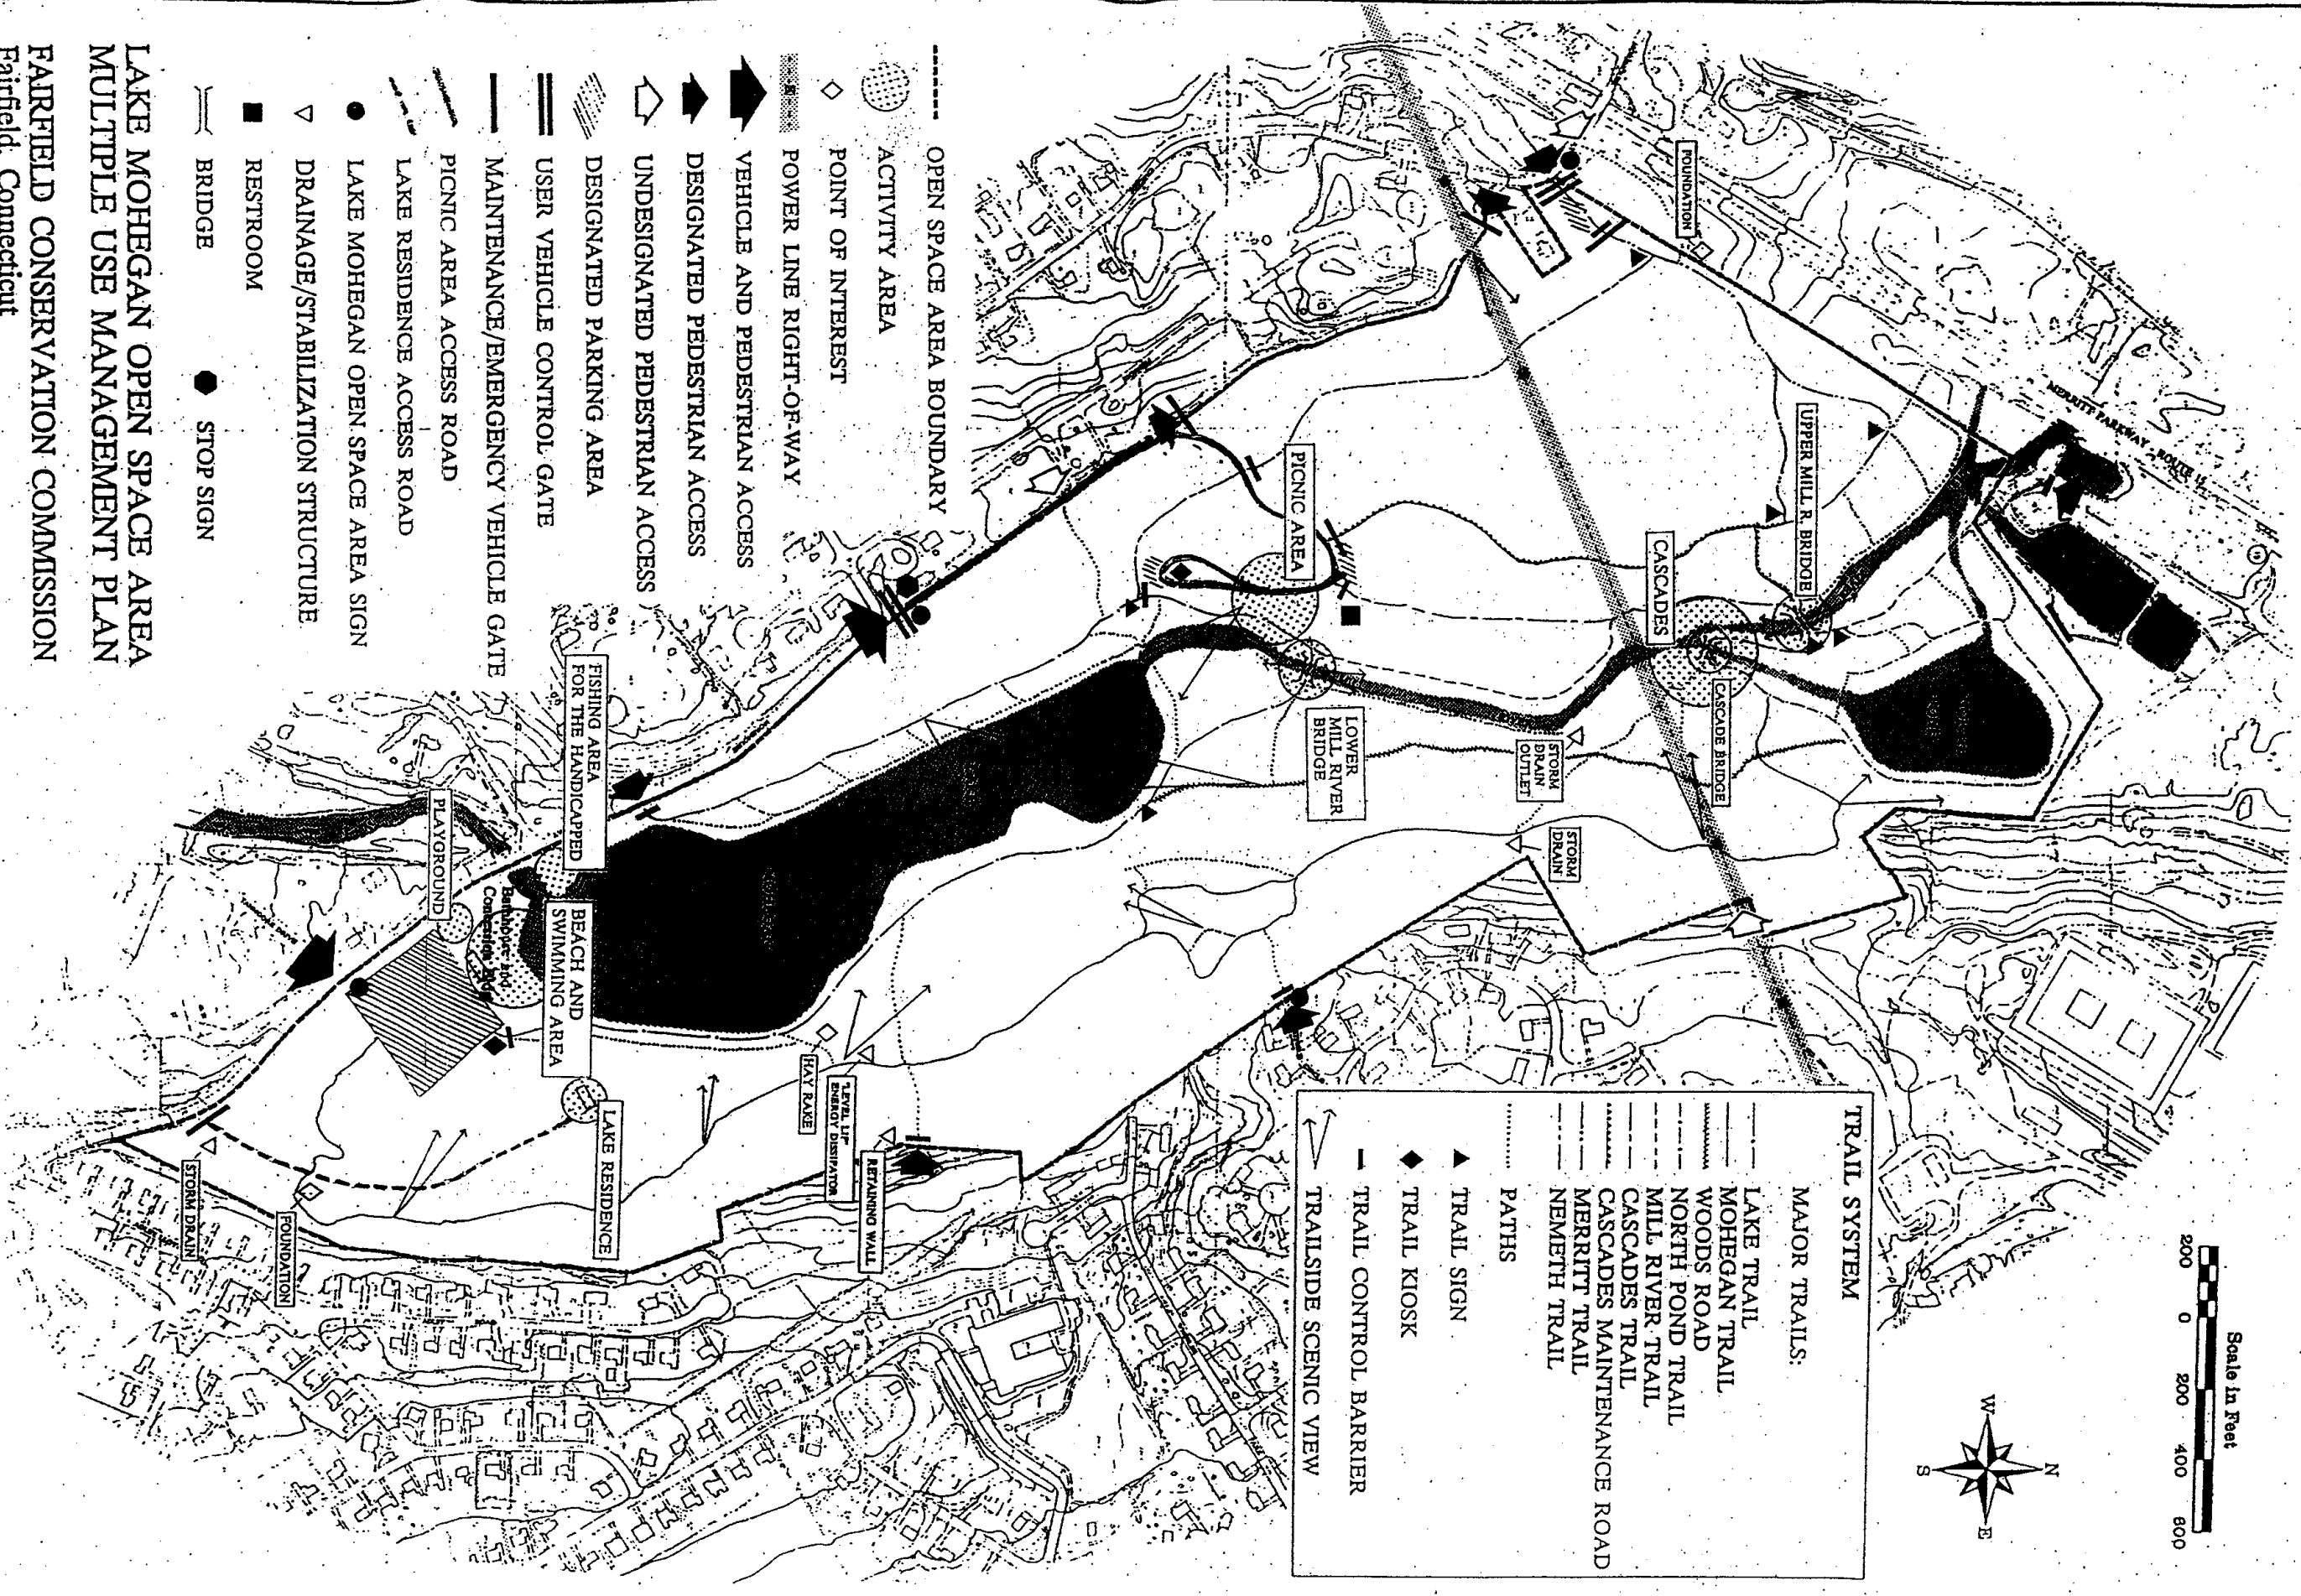 LAKE MOHEGAN OPEN SPACE AREA
MULTIPLE USE MANAGEMENT PLAN
FAIRFIELD CONSERVATION COMMISSION
Fairfield, Connecticut
OPEN SPACE AREA BOUNDARY
ACTIVITY AREA
POINT OF INTEREST
POWER LINE RIGHT-OF-WAY
VEHICLE AND PEDESTRIAN ACCESS
DESIGNATED PEDESTRIAN ACCESS
UNDESIGNATED PEDESTRIAN ACCESS
DESIGNATED PARKING AREA
USER VEHICLE CONTROL GATE
MAINTENANCE/EMERGENCY VEHICLE GATE
PICNIC AREA ACCESS ROAD
LAKE RESIDENCE ACCESS ROAD
LAKE MOHEGAN OPEN SPACE AREA SIGN
DRAINAGE/STABILIZATION STRUCTURE
RESTROOM
BRIDGE
STOP SIGN
TRAIL SYSTEM
MAJOR TRAILS:
LAKE TRAIL
MOHEGAN TRAIL
WOODS ROAD
NORTH POND TRAIL
MILL RIVER TRAIL
CASCADES TRAIL
CASCADES MAINTENANCE ROAD
MERRITT TRAIL
NEMETH TRAIL
PATHS
TRAIL SIGN
TRAIL KIOSK
TRAIL CONTROL BARRIER
TRAILSIDE SCENIC VIEW
Scale in Feet
200 0 200 400 600
W
N
S
E
MERRITT PARKWAY ROUTE 15
FOUNDATION
UPPER MILL R. BRIDGE
CASCADES
CASCADE BRIDGE
PICNIC AREA
LOWER
MILL RIVER
BRIDGE
STORM
DRAIN
OUTLET
STORM
DRAIN
FISHING AREA
FOR THE HANDICAPPED
PLAYGROUND
Bathhouse and
Concession Bldg
BEACH AND
SWIMMING AREA
LAKE RESIDENCE
HAY RAKE
"LEVEL LIP"
ENERGY DISSIPATOR
RETAINING WALL
STORM DRAIN
FOUNDATION